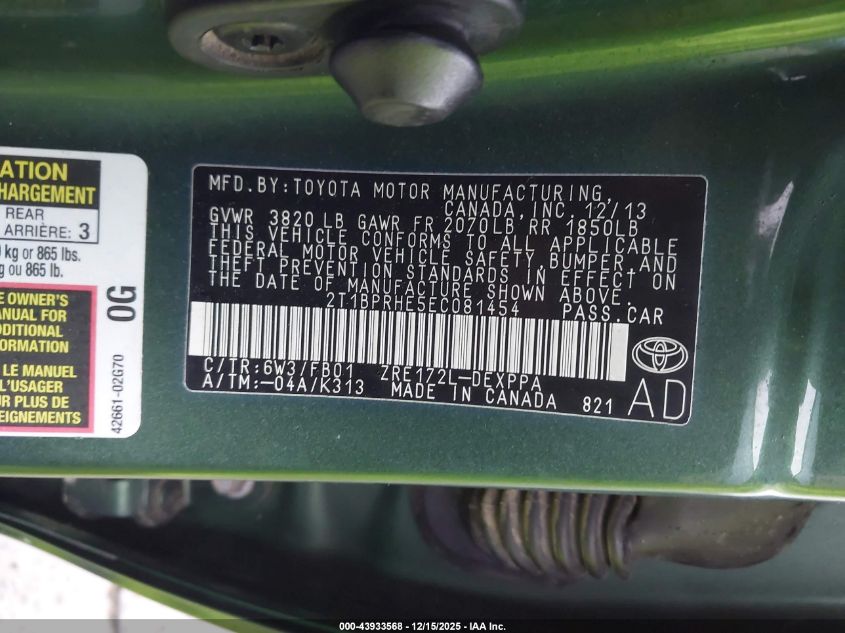 ATION
HARGEMENT
REAR
ARRIÈRE: 3
kg or 865 lbs.
g ou 865 lb.
OWNER'S
ANUAL FOR
DDITIONAL
FORMATION
LE MANUEL
L'USAGER
UR PLUS DE
EIGNEMENTS
0G
42661-02G70
MFD. BY: TOYOTA MOTOR MANUFACTURING,
CANADA, INC. 12/13
GVWR 3820 LB GAWR FR 2070LB RR 1850LB
THIS VEHICLE CONFORMS TO ALL APPLICABLE
FEDERAL MOTOR VEHICLE SAFETY, BUMPER AND
THEFT PREVENTION STANDARDS IN EFFECT ON
THE DATE OF MANUFACTURE SHOWN ABOVE.
2T1BPRHE5EC081454 PASS.CAR
C/TR:6W3/FB01 ZRE172L-DEXPPA
A/TM:-04A/K313 MADE IN CANADA 821
AD
000-43933568 - 12/15/2025 - IAA Inc.